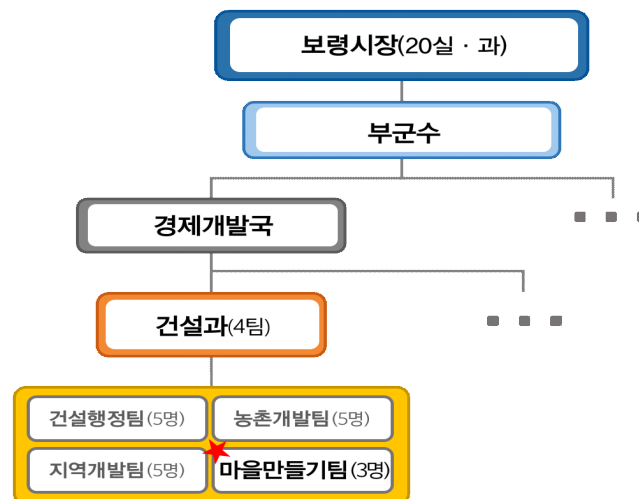 보령시장(20실 · 과)
부군수
경제개발국
건설과(4팀)
건설행정팀(5명) 농촌개발팀(5명)
지역개발팀(5명) 마을만들기팀(3명)